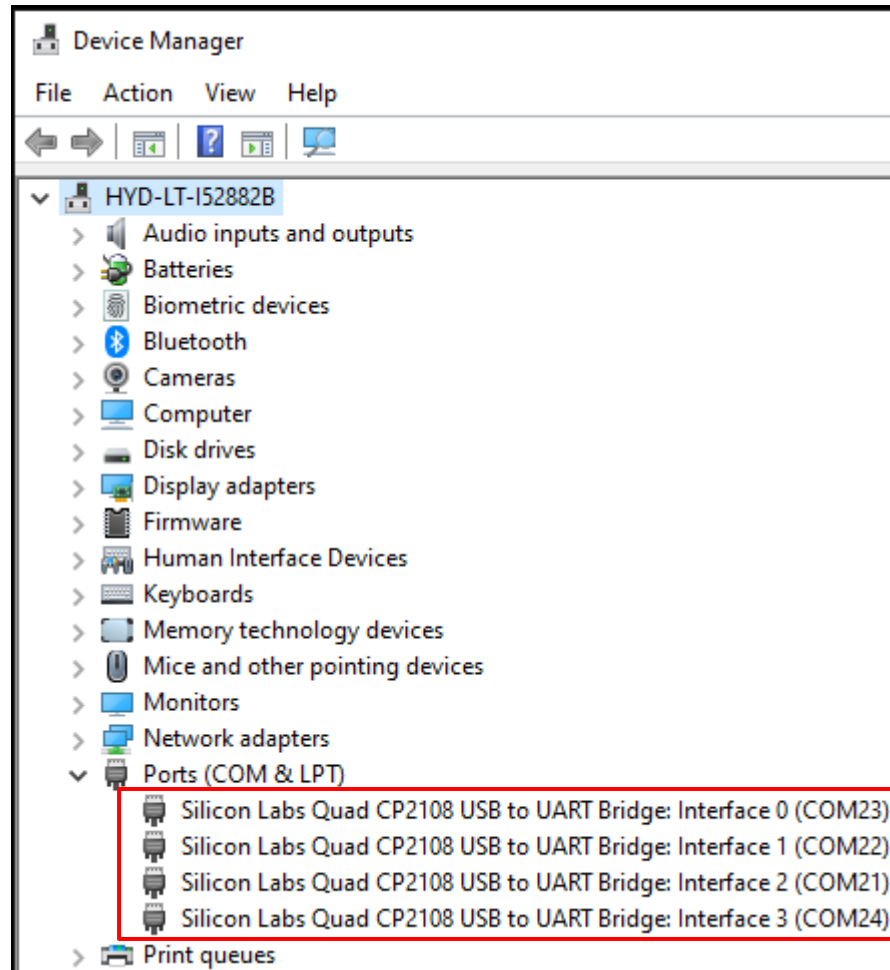 Device Manager
File Action View Help
HYD-LT-I52882B
Audio inputs and outputs
Batteries
Biometric devices
Bluetooth
Cameras
Computer
Disk drives
Display adapters
Firmware
Human Interface Devices
Keyboards
Memory technology devices
Mice and other pointing devices
Monitors
Network adapters
Ports (COM & LPT)
Silicon Labs Quad CP2108 USB to UART Bridge: Interface 0 (COM23)
Silicon Labs Quad CP2108 USB to UART Bridge: Interface 1 (COM22)
Silicon Labs Quad CP2108 USB to UART Bridge: Interface 2 (COM21)
Silicon Labs Quad CP2108 USB to UART Bridge: Interface 3 (COM24)
Print queues